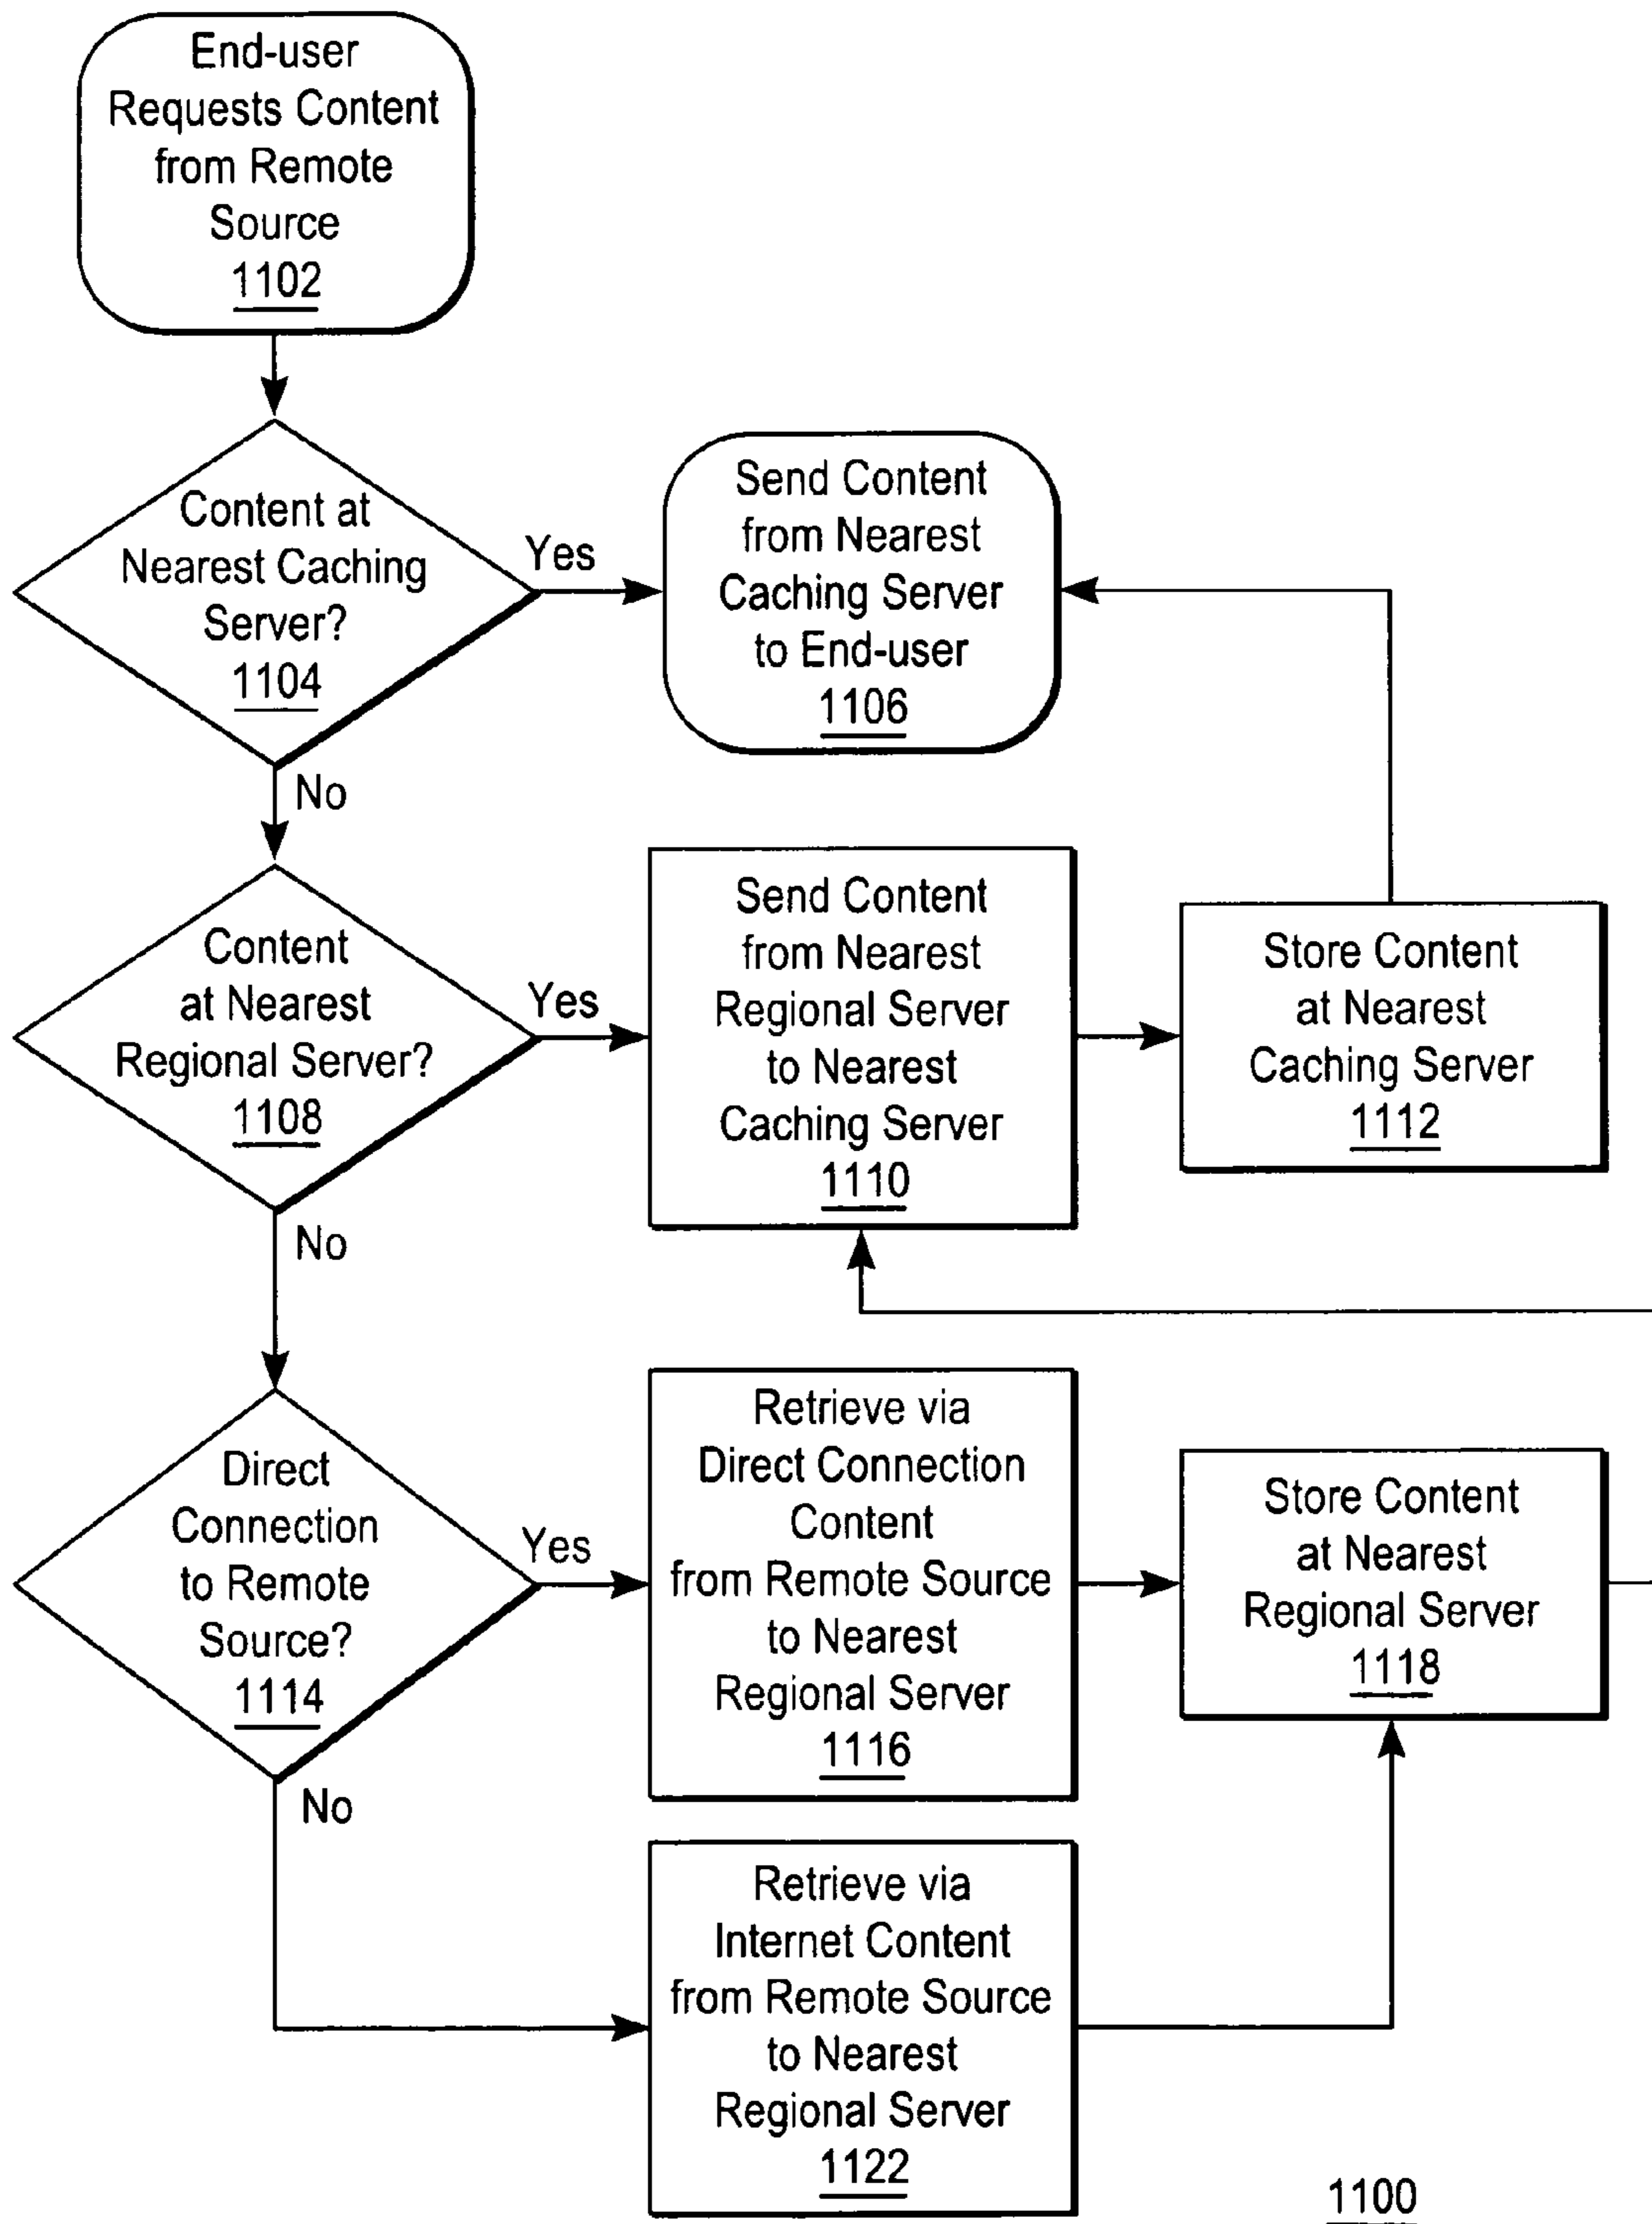 End-user
Requests Content
from Remote
Source
1102
Content at
Nearest Caching
Server?
1104
Yes
No
Send Content
from Nearest
Caching Server
to End-user
1106
Content
at Nearest
Regional Server?
1108
Yes
No
Send Content
from Nearest
Regional Server
to Nearest
Caching Server
1110
Store Content
at Nearest
Caching Server
1112
Direct
Connection
to Remote
Source?
1114
Yes
No
Retrieve via
Direct Connection
Content
from Remote Source
to Nearest
Regional Server
1116
Store Content
at Nearest
Regional Server
1118
Retrieve via
Internet Content
from Remote Source
to Nearest
Regional Server
1122
1100